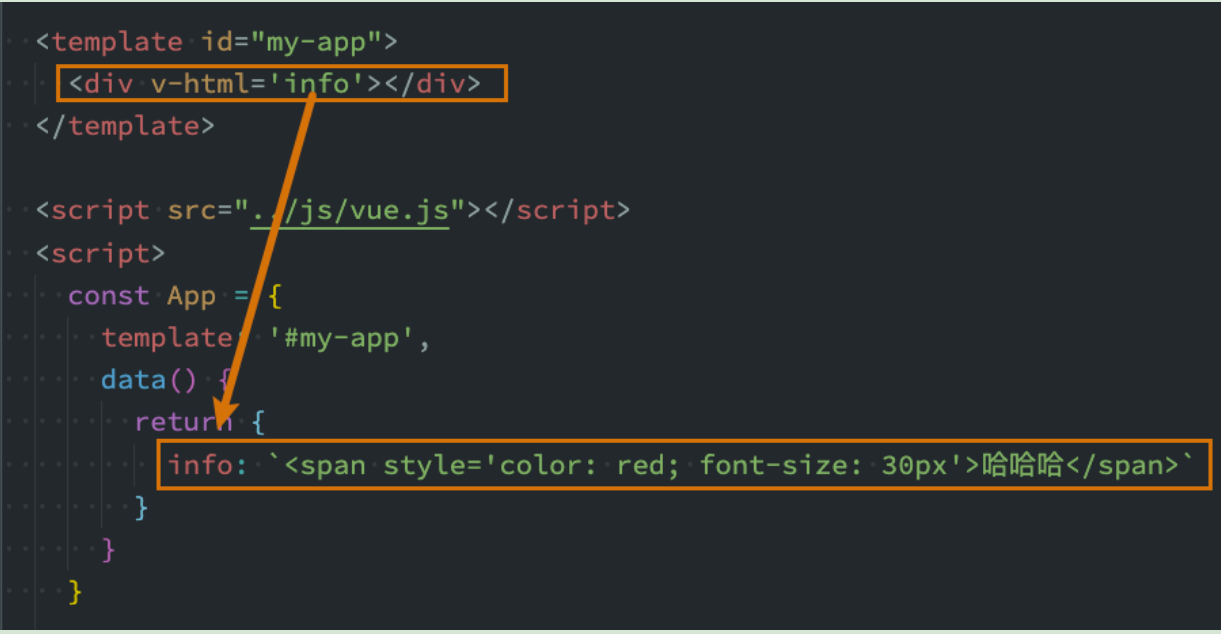 <template id="my-app">
<div v-html='info'></div>
</template>
<script src="../js/vue.js"></script>
<script>
const App = {
template: '#my-app',
data() {
return {
info: `<span style='color: red; font-size: 30px'>哈哈哈</span>`
}
}
}